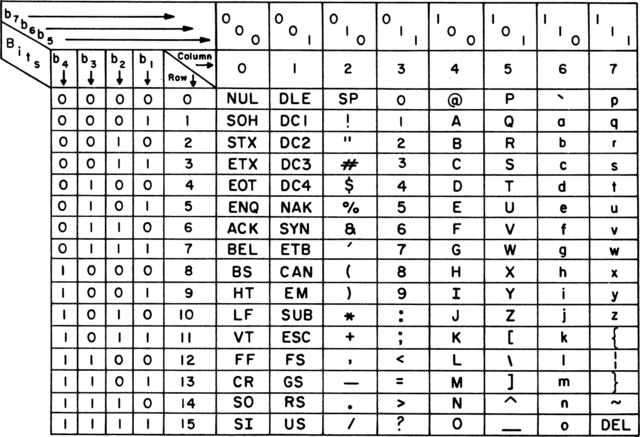 b7b6b5 0 0 0 0 0 1 0 1 0 0 1 1 1 0 0 1 0 1 1 1 0 1 1 1
Bits b4 b3 b2 b1 Column Row 0 1 2 3 4 5 6 7
0 0 0 0 0 NUL DLE SP 0 @ P ` p
0 0 0 1 1 SOH DC1 ! 1 A Q a q
0 0 1 0 2 STX DC2 " 2 B R b r
0 0 1 1 3 ETX DC3 # 3 C S c s
0 1 0 0 4 EOT DC4 $ 4 D T d t
0 1 0 1 5 ENQ NAK % 5 E U e u
0 1 1 0 6 ACK SYN & 6 F V f v
0 1 1 1 7 BEL ETB ′ 7 G W g w
1 0 0 0 8 BS CAN ( 8 H X h x
1 0 0 1 9 HT EM ) 9 I Y i y
1 0 1 0 10 LF SUB * : J Z j z
1 0 1 1 11 VT ESC + ; K [ k {
1 1 0 0 12 FF FS , < L \ l ¦
1 1 0 1 13 CR GS — = M ] m }
1 1 1 0 14 SO RS . > N ^ n ~
1 1 1 1 15 SI US / ? O _ o DEL